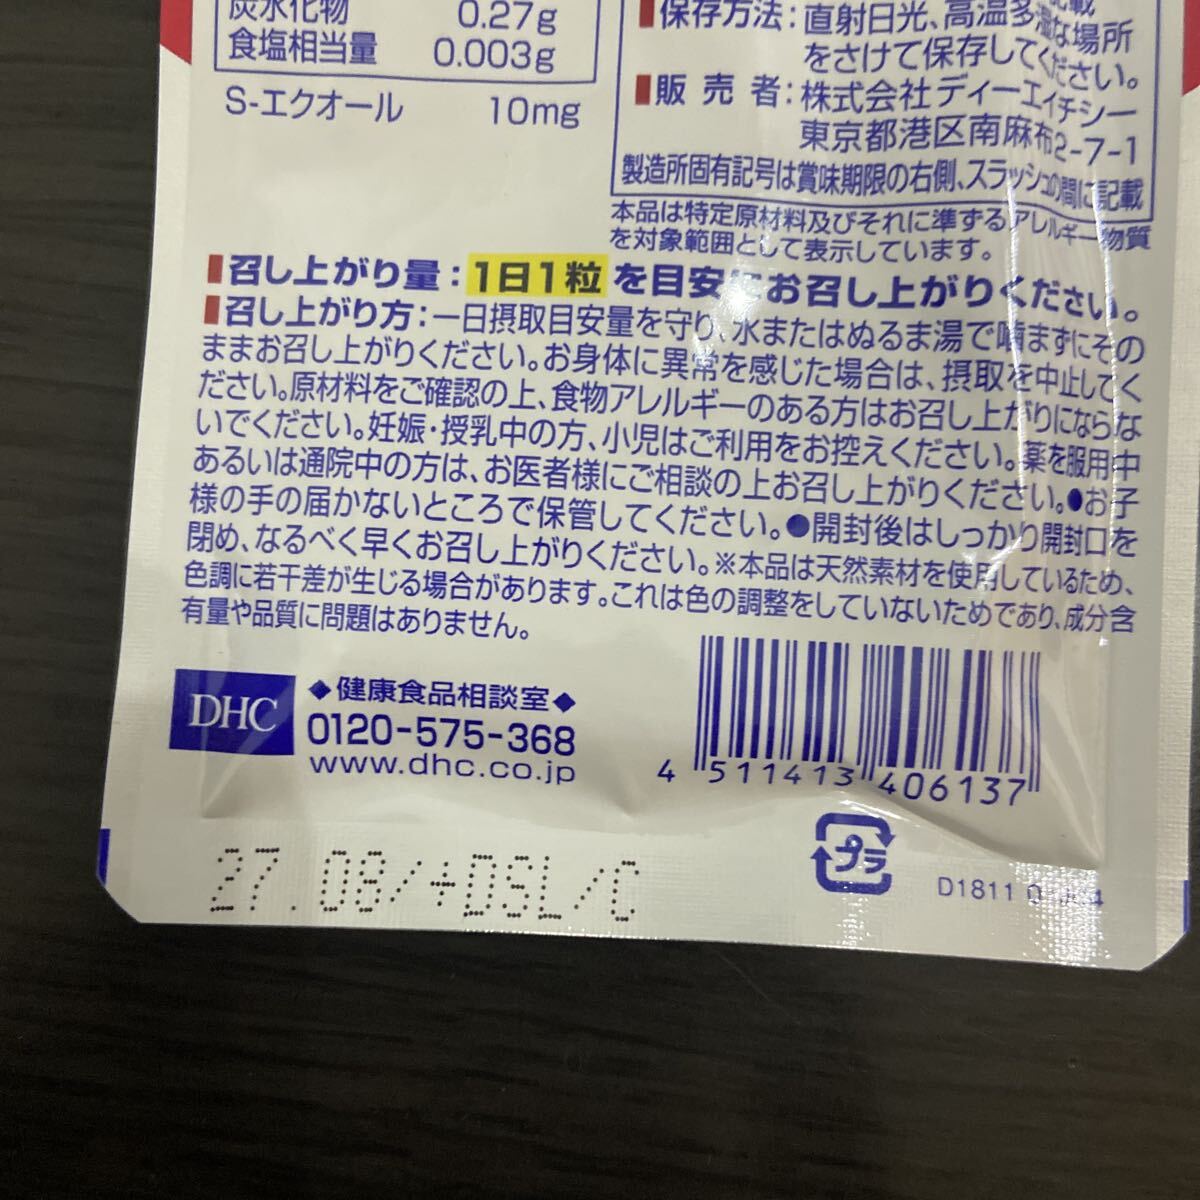 炭水化物 0.27g
食塩相当量 0.003g
S-エクオール 10mg
記載
■保存方法：直射日光、高温多湿な場所
をさけて保存してください。
■販売者：株式会社ディーエイチシー
東京都港区南麻布2-7-1
製造所固有記号は賞味期限の右側、スラッシュの間に記載
本品は特定原材料及びそれに準ずるアレルギー物質
を対象範囲として表示しています。
■召し上がり量：1日1粒を目安にお召し上がりください。
■召し上がり方：一日摂取目安量を守り、水またはぬるま湯で噛まずにその
ままお召し上がりください。お身体に異常を感じた場合は、摂取を中止してく
ださい。原材料をご確認の上、食物アレルギーのある方はお召し上がりにならな
いでください。妊娠・授乳中の方、小児はご利用をお控えください。薬を服用中
あるいは通院中の方は、お医者様にご相談の上お召し上がりください。●お子
様の手の届かないところで保管してください。●開封後はしっかり開封口を
閉め、なるべく早くお召し上がりください。※本品は天然素材を使用しているため、
色調に若干差が生じる場合があります。これは色の調整をしていないためであり、成分含
有量や品質に問題はありません。
DHC
◆健康食品相談室◆
0120-575-368
www.dhc.co.jp
4 511413 406137
プラ
27.08/+DSL/C
D1811